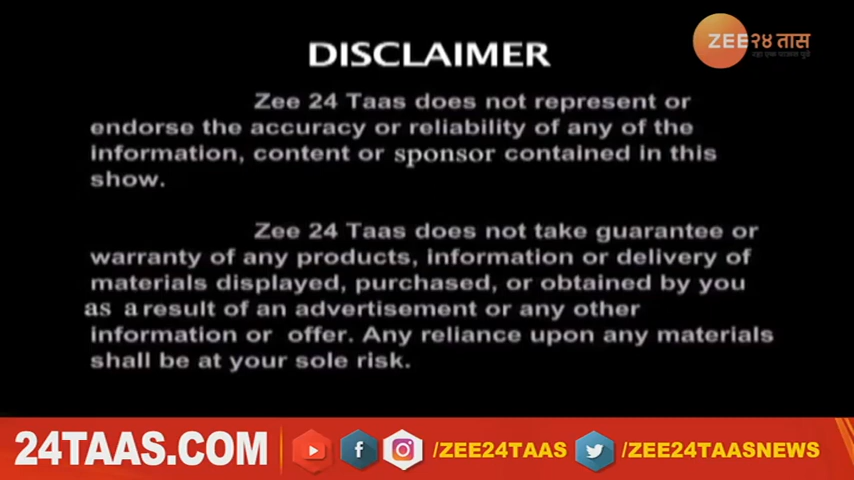 DISCLAIMER
ZEE २४ तास
Zee 24 Taas does not represent or
endorse the accuracy or reliability of any of the
information, content or sponsor contained in this
show.
Zee 24 Taas does not take guarantee or
warranty of any products, information or delivery of
materials displayed, purchased, or obtained by you
as a result of an advertisement or any other
information or offer. Any reliance upon any materials
shall be at your sole risk.
24TAAS.COM
/ZEE24TAAS
/ZEE24TAASNEWS